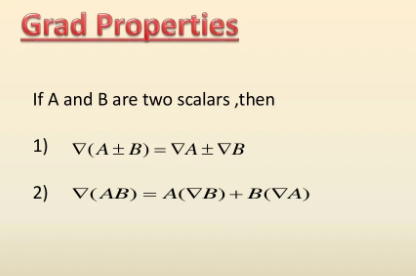 Grad Properties
If A and B are two scalars ,then
1) ∇(A ± B) = ∇A ± ∇B
2) ∇(AB) = A(∇B) + B(∇A)